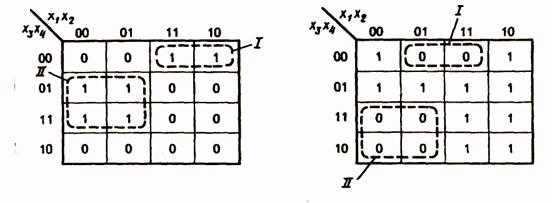 x₁x₂ I
x₃x₄ 00 01 11 10
00 0 0 1 1
II
01 1 1 0 0
11 1 1 0 0
10 0 0 0 0
I
x₁x₂
x₃x₄ 00 01 11 10
00 1 0 0 1
01 1 1 1 1
11 0 0 1 1
10 0 0 1 1
II